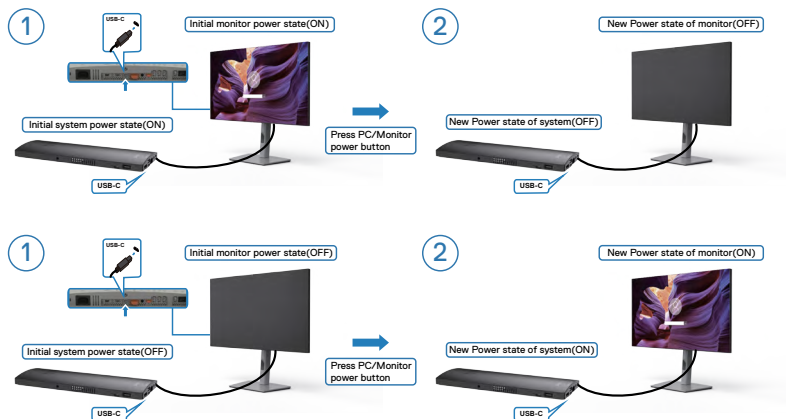 1
USB-C
Initial monitor power state(ON)
2
New Power state of monitor(OFF)
Initial system power state(ON)
Press PC/Monitor
power button
New Power state of system(OFF)
USB-C
USB-C
1
USB-C
Initial monitor power state(OFF)
2
New Power state of monitor(ON)
Initial system power state(OFF)
Press PC/Monitor
power button
New Power state of system(ON)
USB-C
USB-C